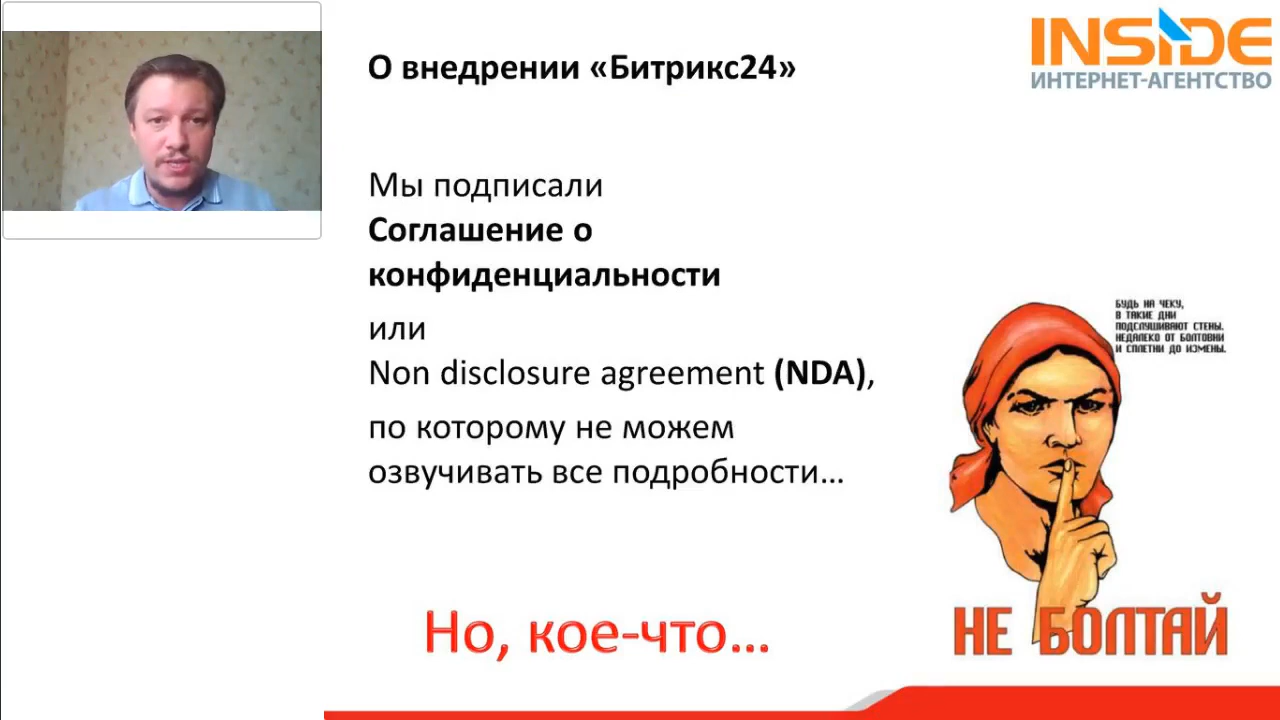 О внедрении «Битрикс24»
INSIDE
ИНТЕРНЕТ-АГЕНТСТВО
Мы подписали
Соглашение о
конфиденциальности
или
Non disclosure agreement (NDA),
по которому не можем
озвучивать все подробности...
БУДЬ НА ЧЕКУ,
В ТАКИЕ ДНИ
ПОДСЛУШИВАЮТ СТЕНЫ.
НЕДАЛЕКО ОТ БОЛТОВНИ
И СПЛЕТНИ ДО ИЗМЕНЫ.
НЕ БОЛТАЙ
Но, кое-что...